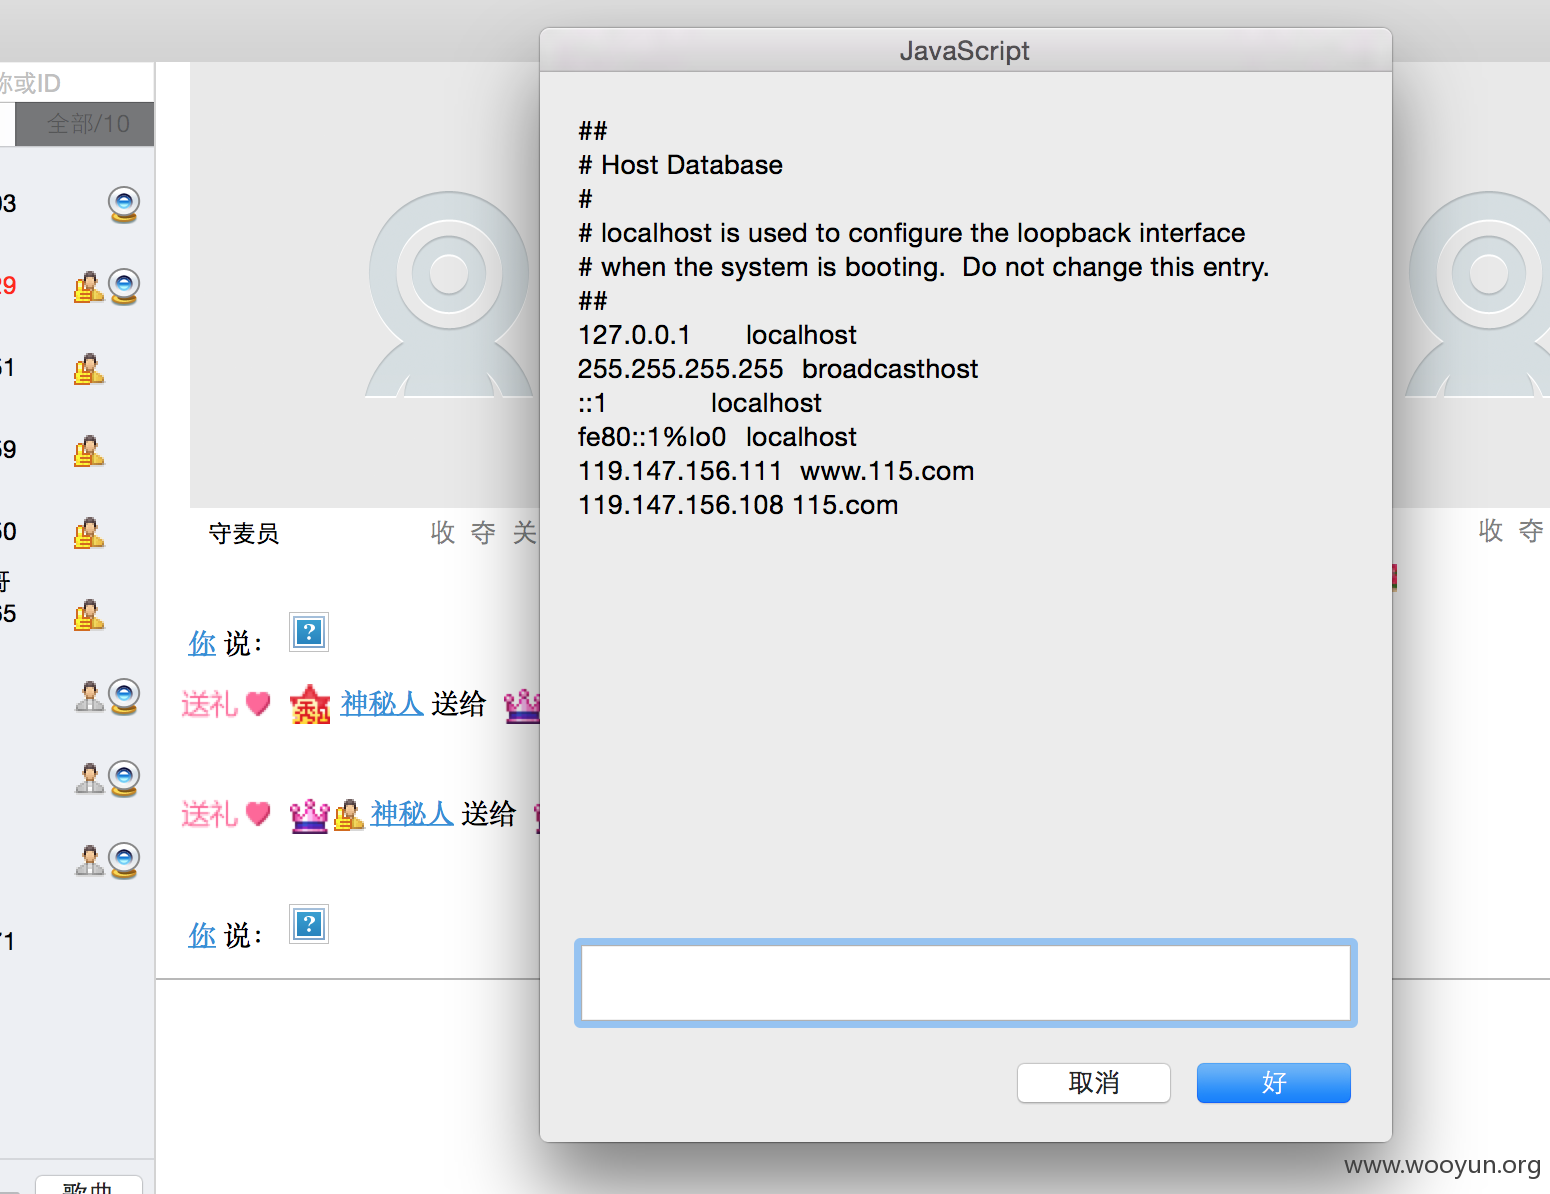 JavaScript
称或ID
全部/10
##
# Host Database
#
# localhost is used to configure the loopback interface
# when the system is booting.  Do not change this entry.
##
127.0.0.1 localhost
255.255.255.255 broadcasthost
::1 localhost
fe80::1%lo0 localhost
119.147.156.111 www.115.com
119.147.156.108 115.com
03
29
51
59
50
哥
65
71
守麦员 收 夺 关
收 夺
你 说：
送礼 神秘人 送给
送礼 神秘人 送给
你 说：
取消 好
歌曲
www.wooyun.org